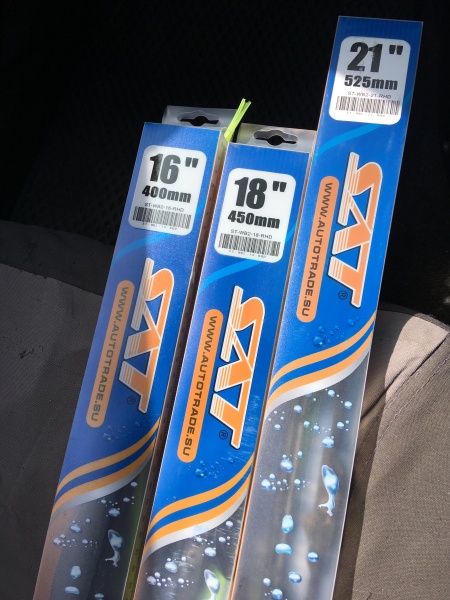 16"
400mm
ST-WB2-16-RHD
SAT®
WWW.AUTOTRADE.SU
18"
450mm
ST-WB2-18-RHD
SAT®
WWW.AUTOTRADE.SU
21"
525mm
ST-WB2-21-RHD
SAT®
WWW.AUTOTRADE.SU